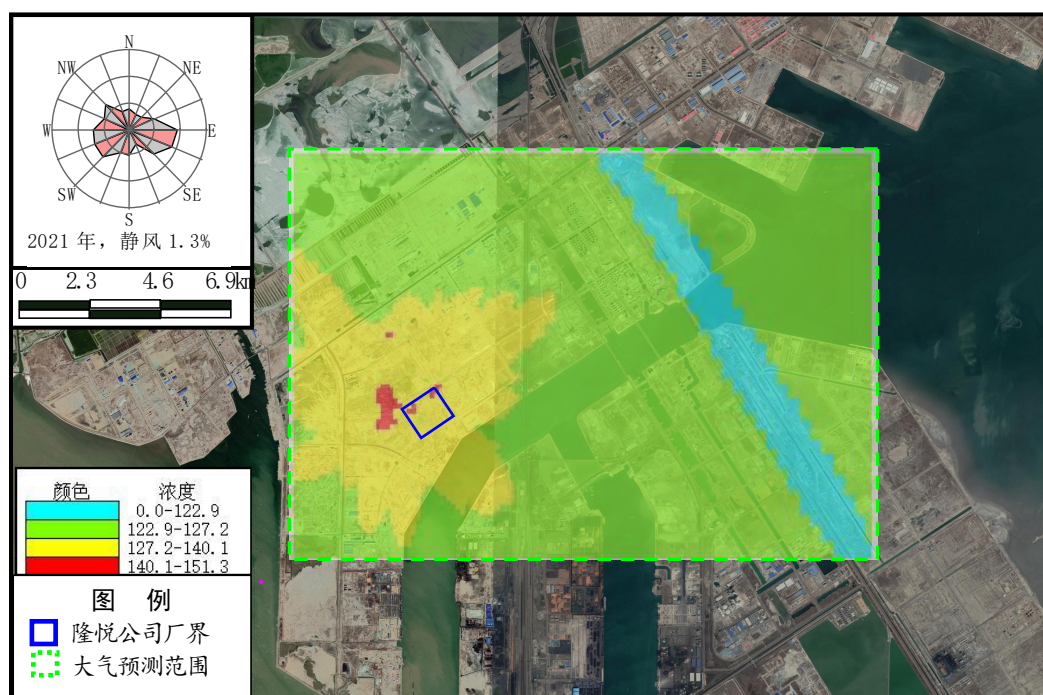 N
NW
NE
W
E
SW
SE
S
2021 年，静风 1.3%
0 2.3 4.6 6.9km
颜色 浓度
0.0-122.9
122.9-127.2
127.2-140.1
140.1-151.3
图 例
隆悦公司厂界
大气预测范围